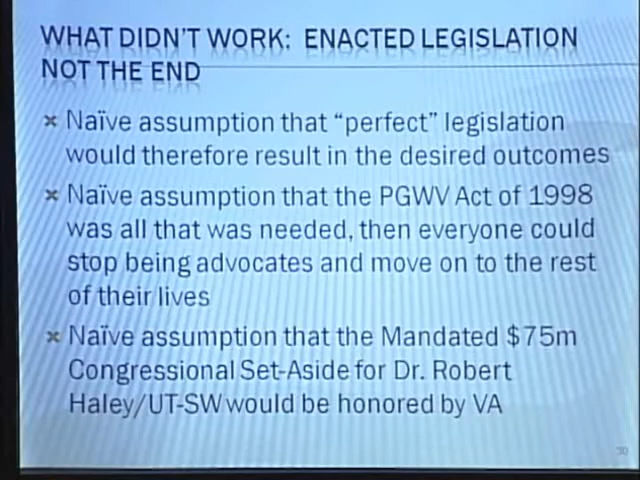 WHAT DIDN'T WORK: ENACTED LEGISLATION
NOT THE END
Naïve assumption that "perfect" legislation
would therefore result in the desired outcomes
Naïve assumption that the PGWV Act of 1998
was all that was needed, then everyone could
stop being advocates and move on to the rest
of their lives
Naïve assumption that the Mandated $75m
Congressional Set-Aside for Dr. Robert
Haley/UT-SW would be honored by VA
30